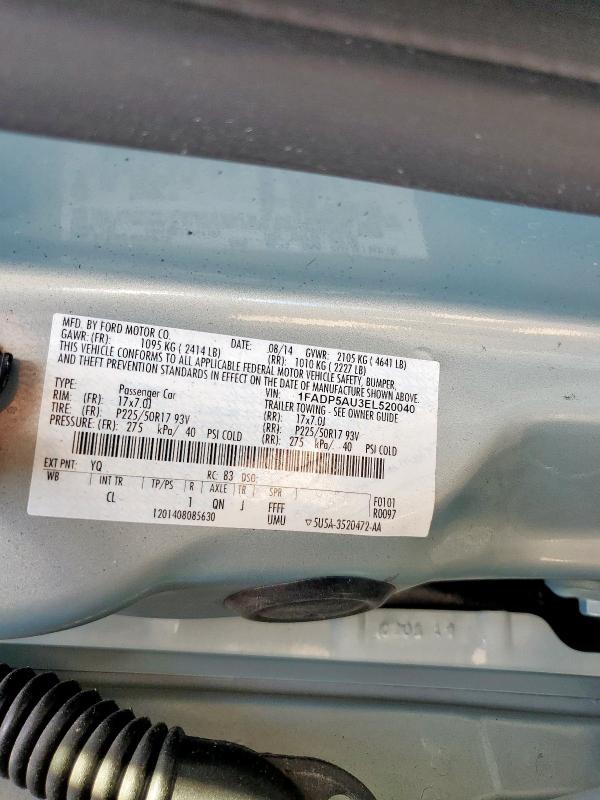 MFD. BY FORD MOTOR CO.
DATE: 08/14 GVWR: 2105 KG (4641 LB)
GAWR: (FR): 1095 KG (2414 LB) (RR): 1010 KG (2227 LB)
THIS VEHICLE CONFORMS TO ALL APPLICABLE FEDERAL MOTOR VEHICLE SAFETY, BUMPER,
AND THEFT PREVENTION STANDARDS IN EFFECT ON THE DATE OF MANUFACTURE SHOWN ABOVE.
VIN: 1FADP5AU3EL520040
TYPE: Passenger Car TRAILER TOWING - SEE OWNER GUIDE
RIM: (FR): 17x7.0J (RR): 17x7.0J
TIRE: (FR): P225/50R17 93V (RR): P225/50R17 93V
PRESSURE: (FR): 275 kPa/ 40 PSI COLD (RR): 275 kPa/ 40 PSI COLD
EXT PNT: YQ RC: 83 DSO:
WB INT TR TP/PS R AXLE TR SPR F0101
CL 1 QN J FFFF R0097
1201408085630 UMU ▽5U5A-3520472-AA